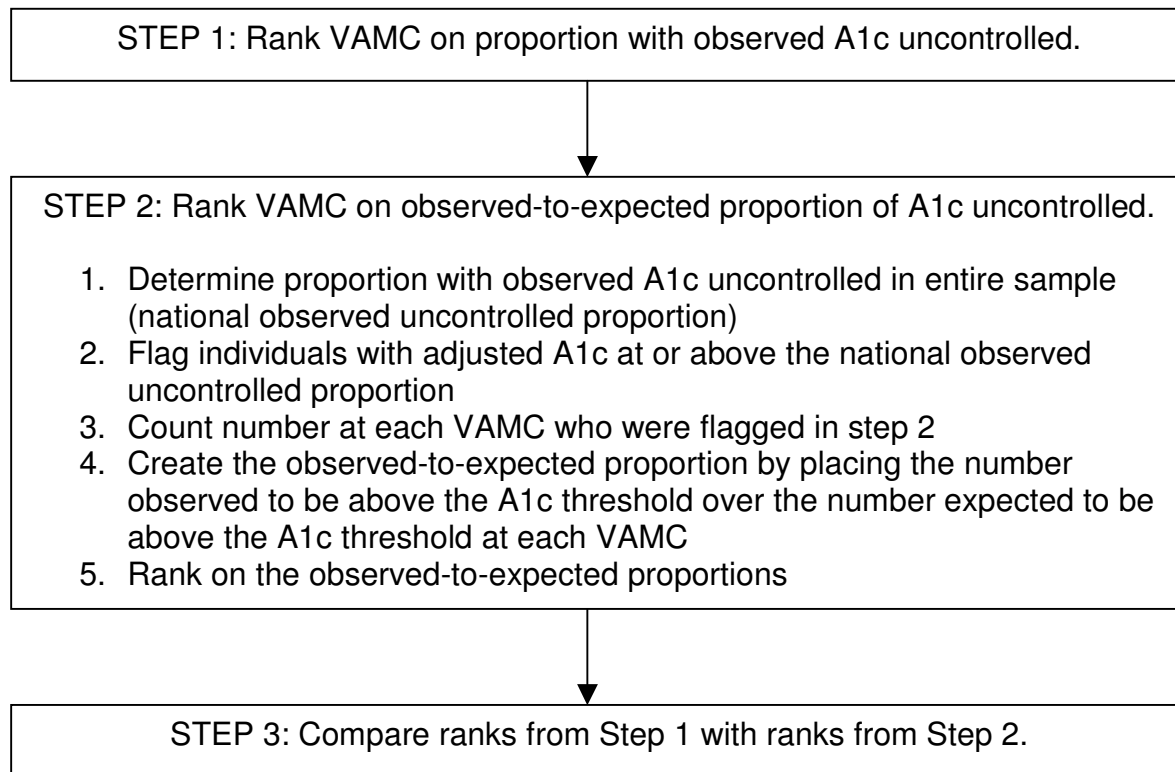 STEP 1: Rank VAMC on proportion with observed A1c uncontrolled.
STEP 2: Rank VAMC on observed-to-expected proportion of A1c uncontrolled.
1. Determine proportion with observed A1c uncontrolled in entire sample
(national observed uncontrolled proportion)
2. Flag individuals with adjusted A1c at or above the national observed
uncontrolled proportion
3. Count number at each VAMC who were flagged in step 2
4. Create the observed-to-expected proportion by placing the number
observed to be above the A1c threshold over the number expected to be
above the A1c threshold at each VAMC
5. Rank on the observed-to-expected proportions
STEP 3: Compare ranks from Step 1 with ranks from Step 2.